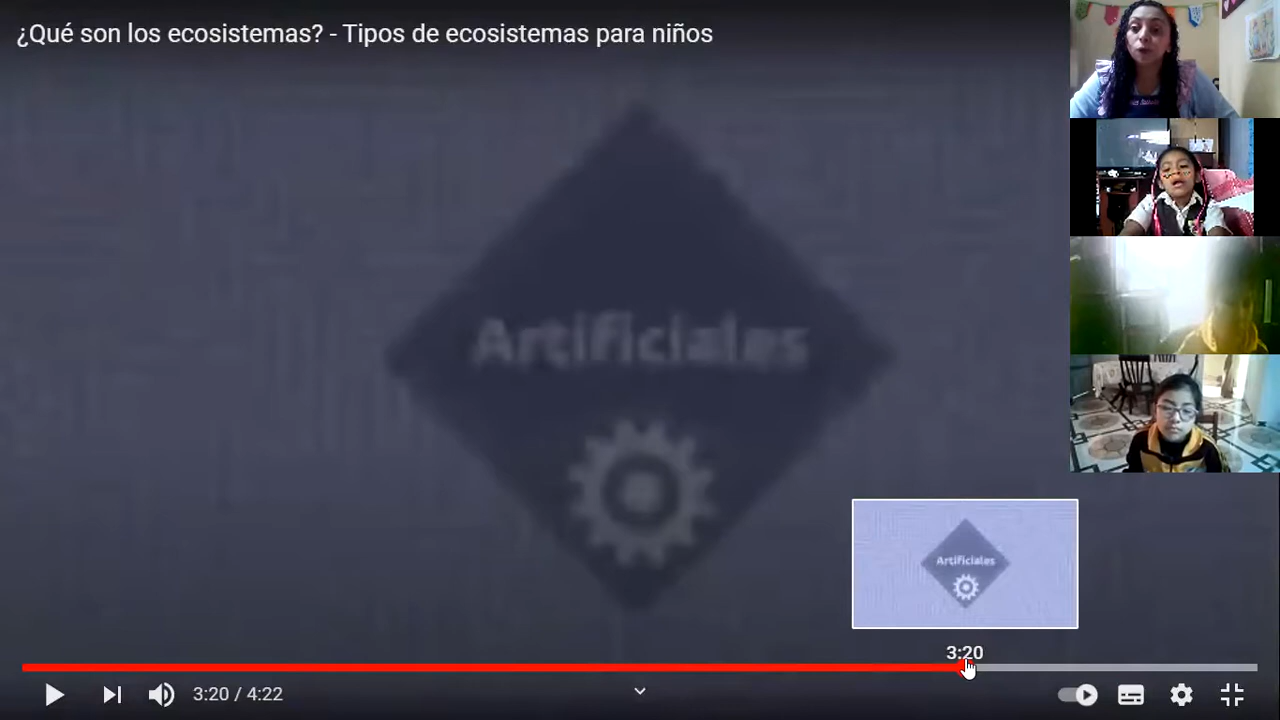 ¿Qué son los ecosistemas? - Tipos de ecosistemas para niños
Artificiales
Artificiales
3:20
3:20 / 4:22